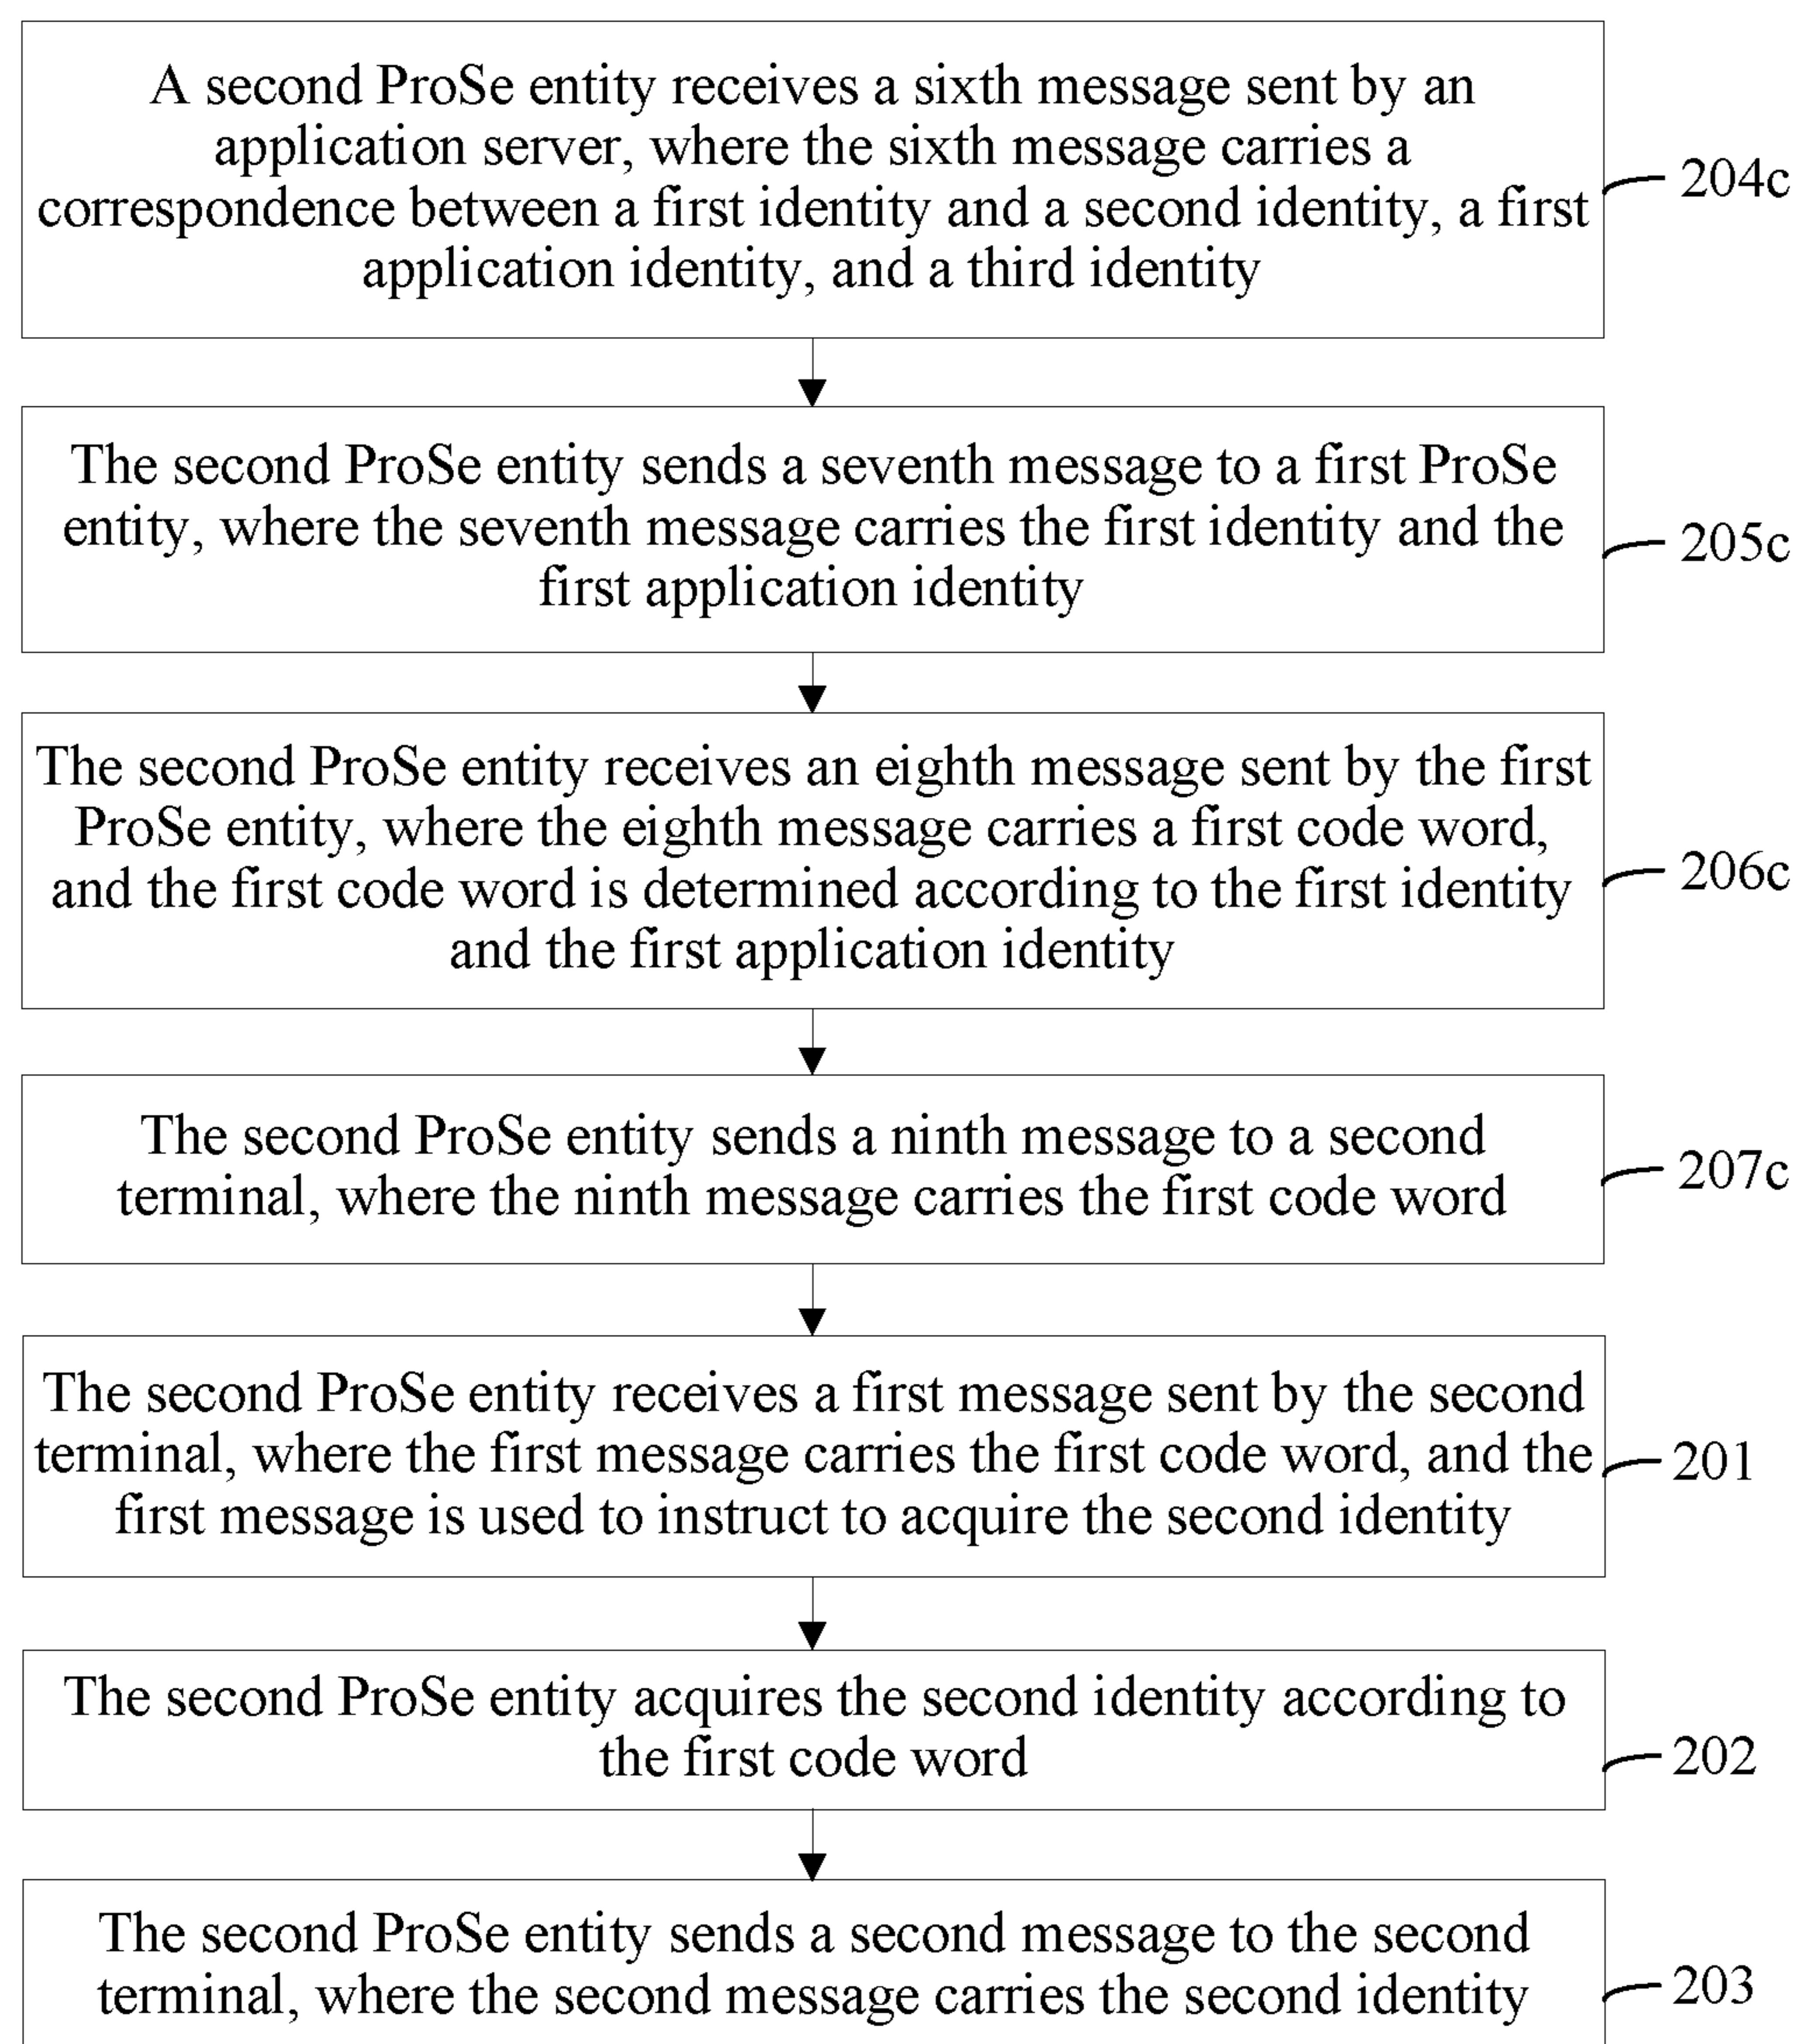 A second ProSe entity receives a sixth message sent by an
application server, where the sixth message carries a
correspondence between a first identity and a second identity, a first
application identity, and a third identity
204c
The second ProSe entity sends a seventh message to a first ProSe
entity, where the seventh message carries the first identity and the
first application identity
205c
The second ProSe entity receives an eighth message sent by the first
ProSe entity, where the eighth message carries a first code word,
and the first code word is determined according to the first identity
and the first application identity
206c
The second ProSe entity sends a ninth message to a second
terminal, where the ninth message carries the first code word
207c
The second ProSe entity receives a first message sent by the second
terminal, where the first message carries the first code word, and the
first message is used to instruct to acquire the second identity
201
The second ProSe entity acquires the second identity according to
the first code word
202
The second ProSe entity sends a second message to the second
terminal, where the second message carries the second identity
203